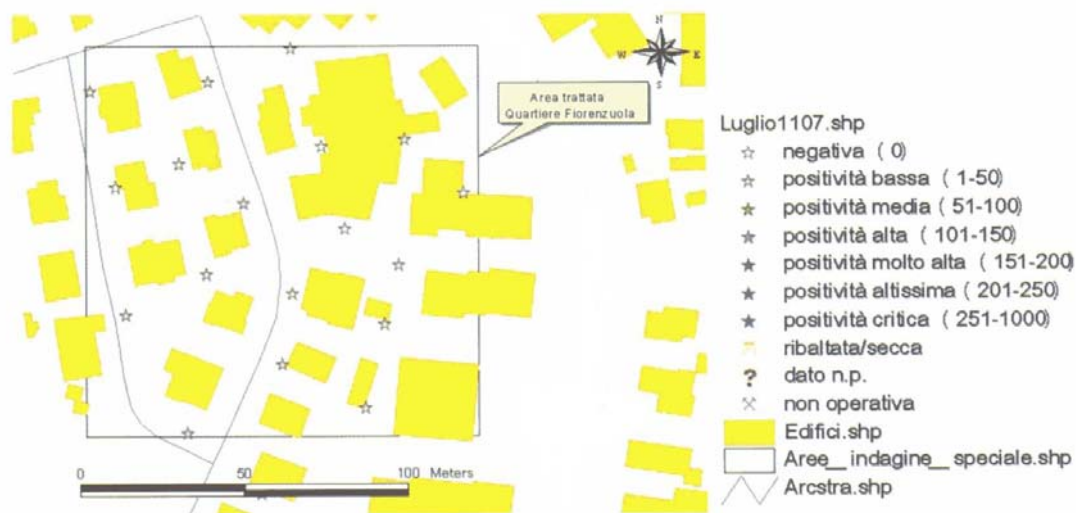 N
W E
S
Area trattata
Quartiere Fiorenzuola
Luglio1107.shp
negativa ( 0)
positività bassa ( 1-50)
positività media ( 51-100)
positività alta ( 101-150)
positività molto alta ( 151-200)
positività altissima ( 201-250)
positività critica ( 251-1000)
ribaltata/secca
? dato n.p.
non operativa
Edifici.shp
Aree_ indagine_ speciale.shp
Arcstra.shp
0 50 100 Meters